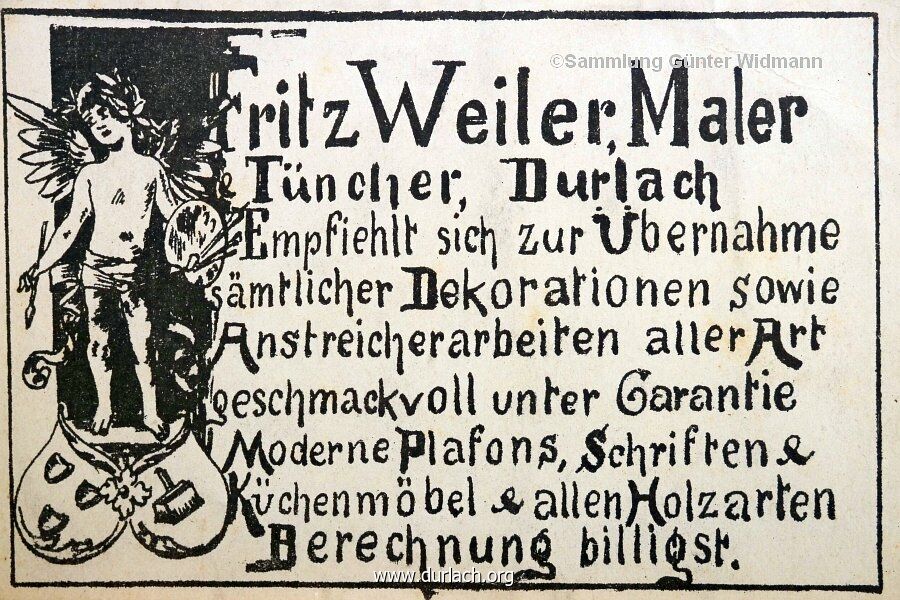 ©Sammlung Günter Widmann
Fritz Weiler, Maler
& Tüncher, Durlach
Empfiehlt sich zur Übernahme
sämtlicher Dekorationen sowie
Anstreicherarbeiten aller Art
geschmackvoll unter Garantie
Moderne Plafons, Schriften &
Küchenmöbel & allen Holzarten
Berechnung billigst.
www.durlach.org